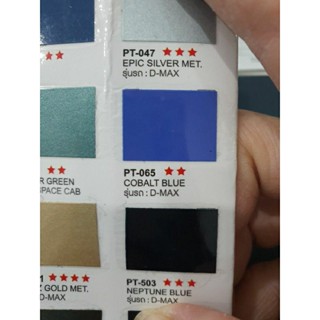 PT-047
EPIC SILVER MET.
รุ่นรถ : D-MAX
PT-065
COBALT BLUE
รุ่นรถ : D-MAX
GREEN
SPACE CAB
PT-503
NEPTUNE BLUE
รุ่นรถ : D-MAX
GOLD MET.
D-MAX